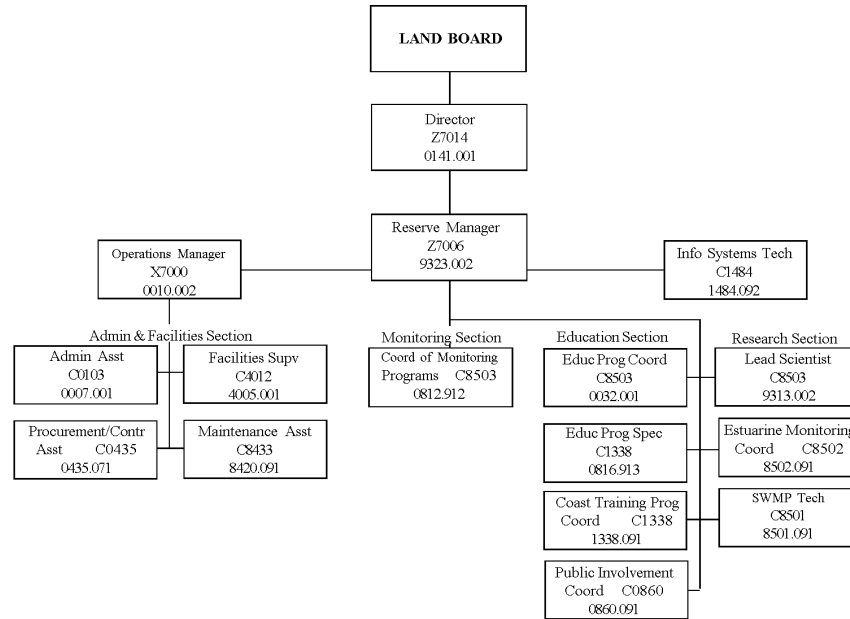 LAND BOARD
Director
Z7014
0141.001
Reserve Manager
Z7006
9323.002
Operations Manager
X7000
0010.002
Info Systems Tech
C1484
1484.092
Admin & Facilities Section
Admin Asst
C0103
0007.001
Facilities Supv
C4012
4005.001
Procurement/Contr
Asst C0435
0435.071
Maintenance Asst
C8433
8420.091
Monitoring Section
Coord of Monitoring
Programs C8503
0812.912
Education Section
Educ Prog Coord
C8503
0032.001
Educ Prog Spec
C1338
0816.913
Coast Training Prog
Coord C1338
1338.091
Public Involvement
Coord C0860
0860.091
Research Section
Lead Scientist
C8503
9313.002
Estuarine Monitoring
Coord C8502
8502.091
SWMP Tech
C8501
8501.091